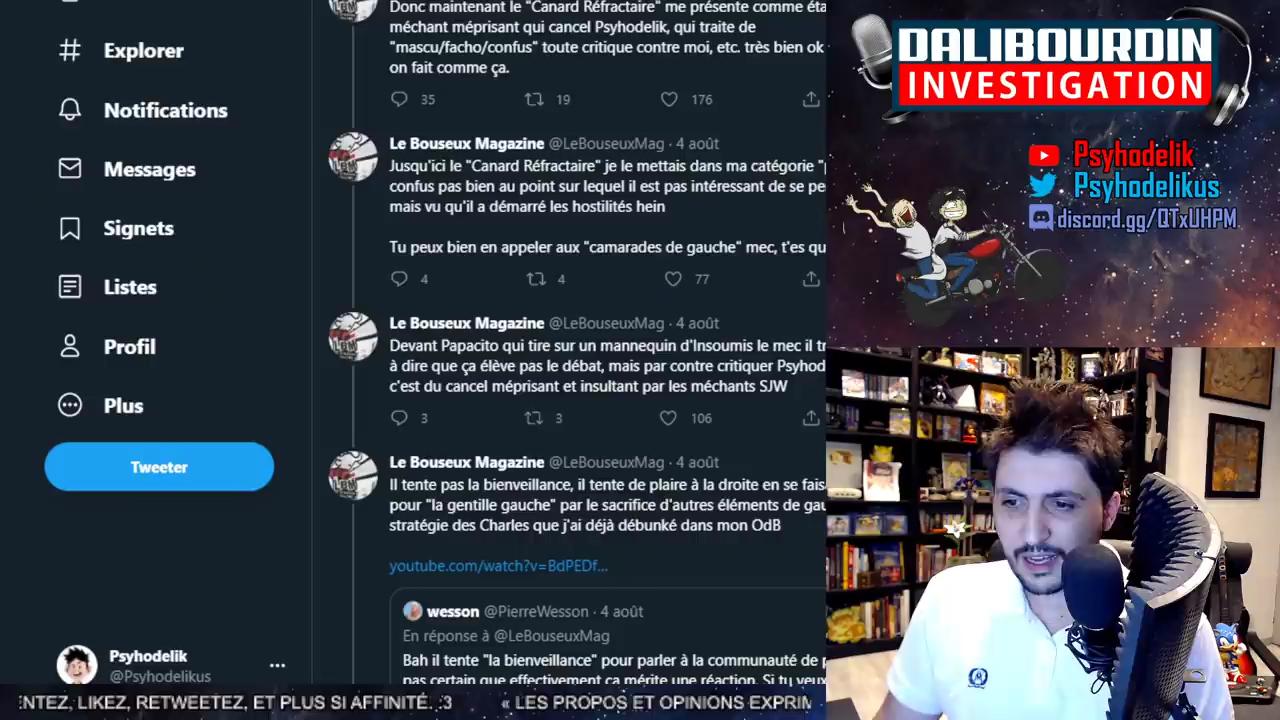 Explorer
Notifications
Messages
Signets
Listes
Profil
Plus
Tweeter
Psyhodelik
@Psyhodelikus
Donc maintenant le "Canard Réfractaire" me présente comme
méchant méprisant qui cancel Psyhodelik, qui traite de
"mascu/facho/confus" toute critique contre moi, etc. très bien ok
on fait comme ça.
35 19 176
Le Bouseux Magazine @LeBouseuxMag · 4 août
Jusqu'ici le "Canard Réfractaire" je le mettais dans ma catégorie
confus pas bien au point sur lequel il est pas intéressant de se
mais vu qu'il a démarré les hostilités hein
Tu peux bien en appeler aux "camarades de gauche" mec, t'es
4 4 77
Le Bouseux Magazine @LeBouseuxMag · 4 août
Devant Papacito qui tire sur un mannequin d'Insoumis le mec il
à dire que ça élève pas le débat, mais par contre critiquer
c'est du cancel méprisant et insultant par les méchants SJW
3 3 106
Le Bouseux Magazine @LeBouseuxMag · 4 août
Il tente pas la bienveillance, il tente de plaire à la droite en se
pour "la gentille gauche" par le sacrifice d'autres éléments de
stratégie des Charles que j'ai déjà débunké dans mon OdB
youtube.com/watch?v=BdPEDf...
wesson @PierreWesson · 4 août
En réponse à @LeBouseuxMag
Bah il tente "la bienveillance" pour parler à la communauté de
pas certain que effectivement ça mérite une réaction. Si tu
DALIBOURDIN
INVESTIGATION
Psyhodelik
Psyhodelikus
discord.gg/QTxUHPM
LIKEZ, RETWEETEZ, ET PLUS SI AFFINITÉ. :3 « LES PROPOS ET OPINIONS